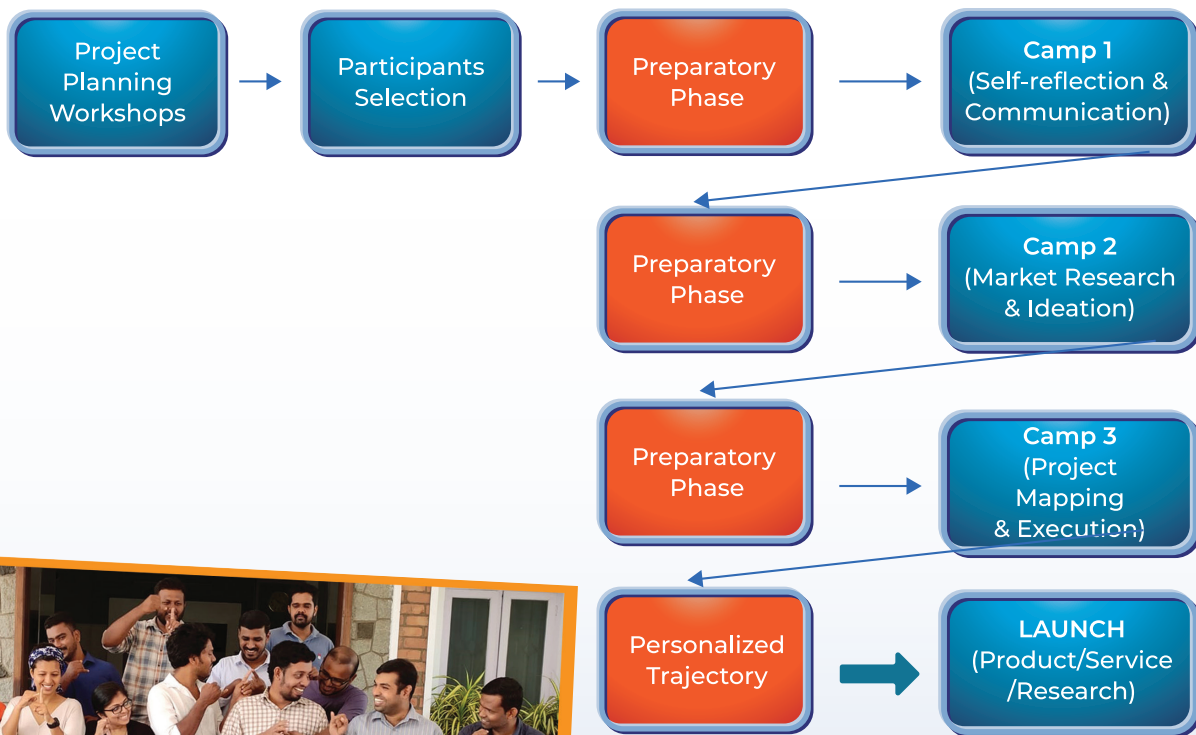 Project
Planning
Workshops
Participants
Selection
Preparatory
Phase
Camp 1
(Self-reflection &
Communication)
Preparatory
Phase
Camp 2
(Market Research
& Ideation)
Preparatory
Phase
Camp 3
(Project
Mapping
& Execution)
Personalized
Trajectory
LAUNCH
(Product/Service
/Research)